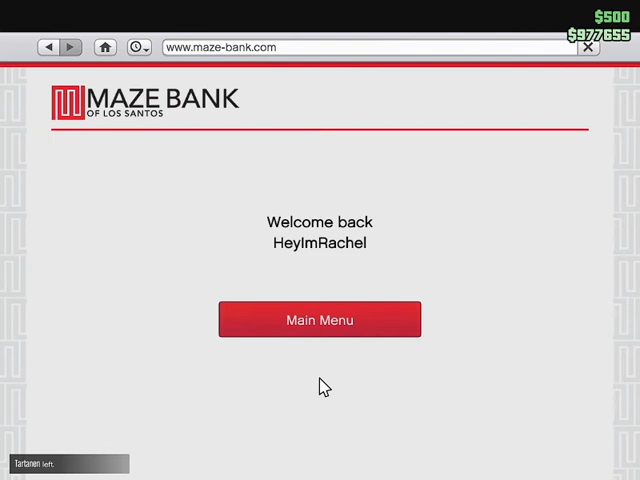 $500
$977655
www.maze-bank.com
MAZE BANK
OF LOS SANTOS
Welcome back
HeyImRachel
Main Menu
Tartanen left.